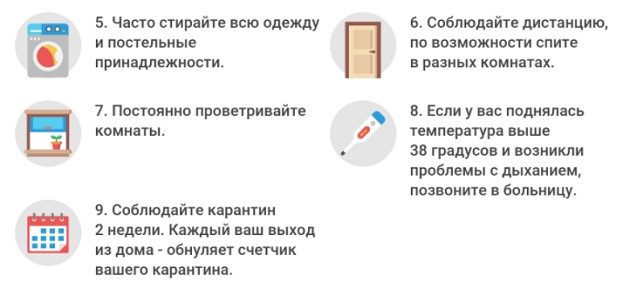 5. Часто стирайте всю одежду
и постельные
принадлежности.
6. Соблюдайте дистанцию,
по возможности спите
в разных комнатах.
7. Постоянно проветривайте
комнаты.
8. Если у вас поднялась
температура выше
38 градусов и возникли
проблемы с дыханием,
позвоните в больницу.
9. Соблюдайте карантин
2 недели. Каждый ваш выход
из дома - обнуляет счетчик
вашего карантина.